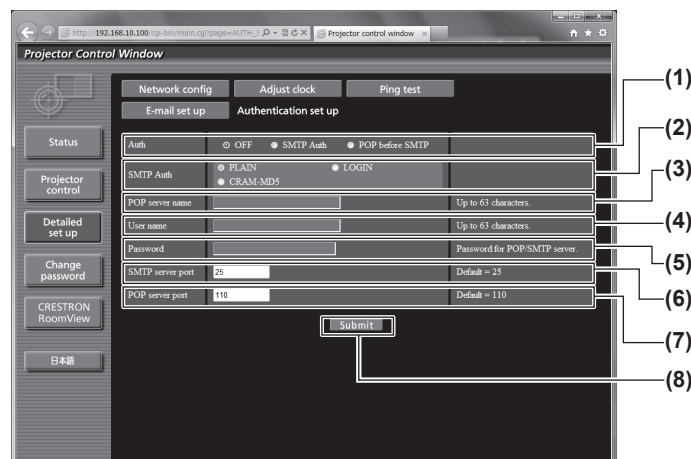 http://192.168.10.100/cgi-bin/main.cgi?page=AUTH_
Projector control window
Projector Control Window
Network config Adjust clock Ping test
E-mail set up Authentication set up
Status
Projector control
Detailed set up
Change password
CRESTRON RoomView
日本語
Auth OFF SMTP Auth POP before SMTP
SMTP Auth PLAIN LOGIN
CRAM-MD5
POP server name Up to 63 characters.
User name Up to 63 characters.
Password Password for POP/SMTP server.
SMTP server port 25 Default = 25
POP server port 110 Default = 110
Submit
(1)
(2)
(3)
(4)
(5)
(6)
(7)
(8)